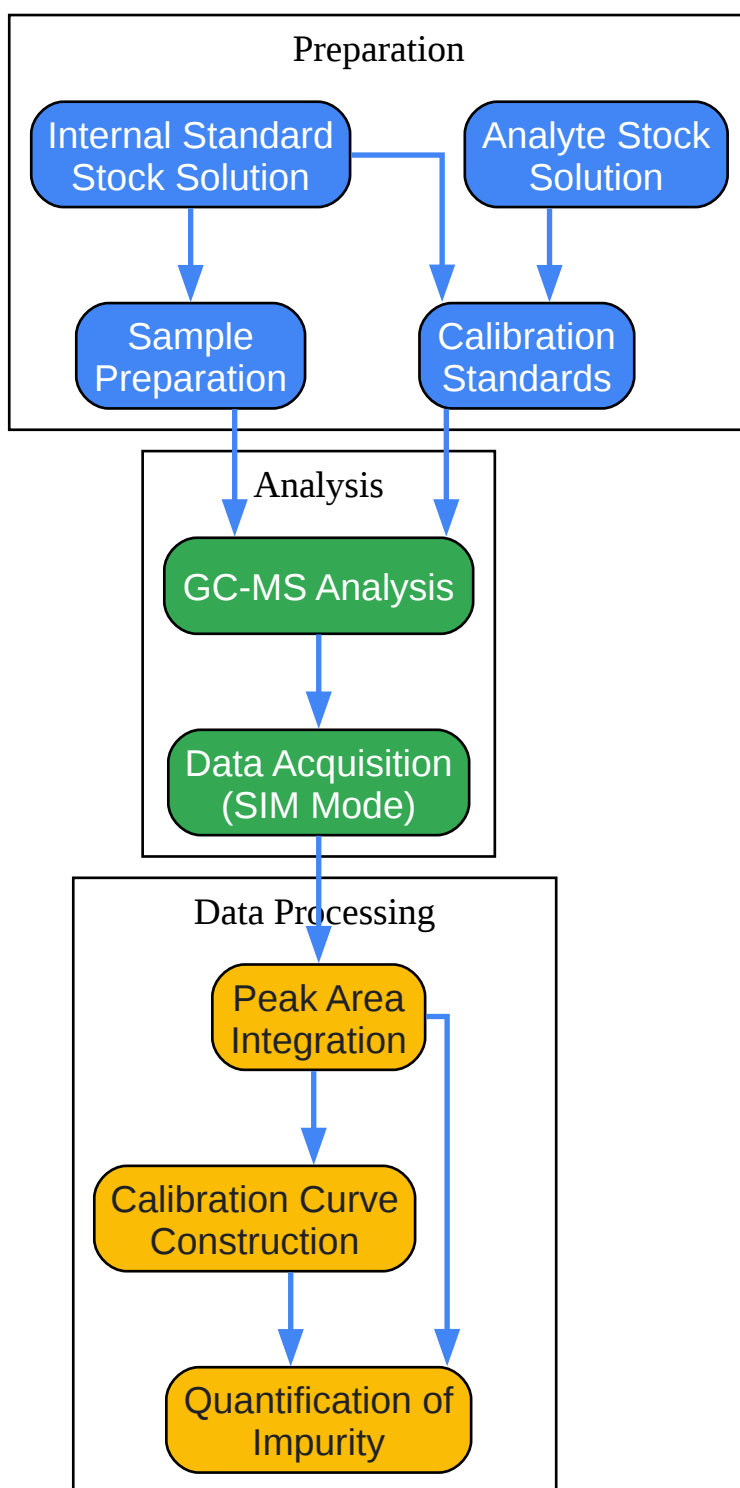 Preparation
Internal Standard
Stock Solution
Analyte Stock
Solution
Sample
Preparation
Calibration
Standards
Analysis
GC-MS Analysis
Data Acquisition
(SIM Mode)
Data Processing
Peak Area
Integration
Calibration Curve
Construction
Quantification of
Impurity